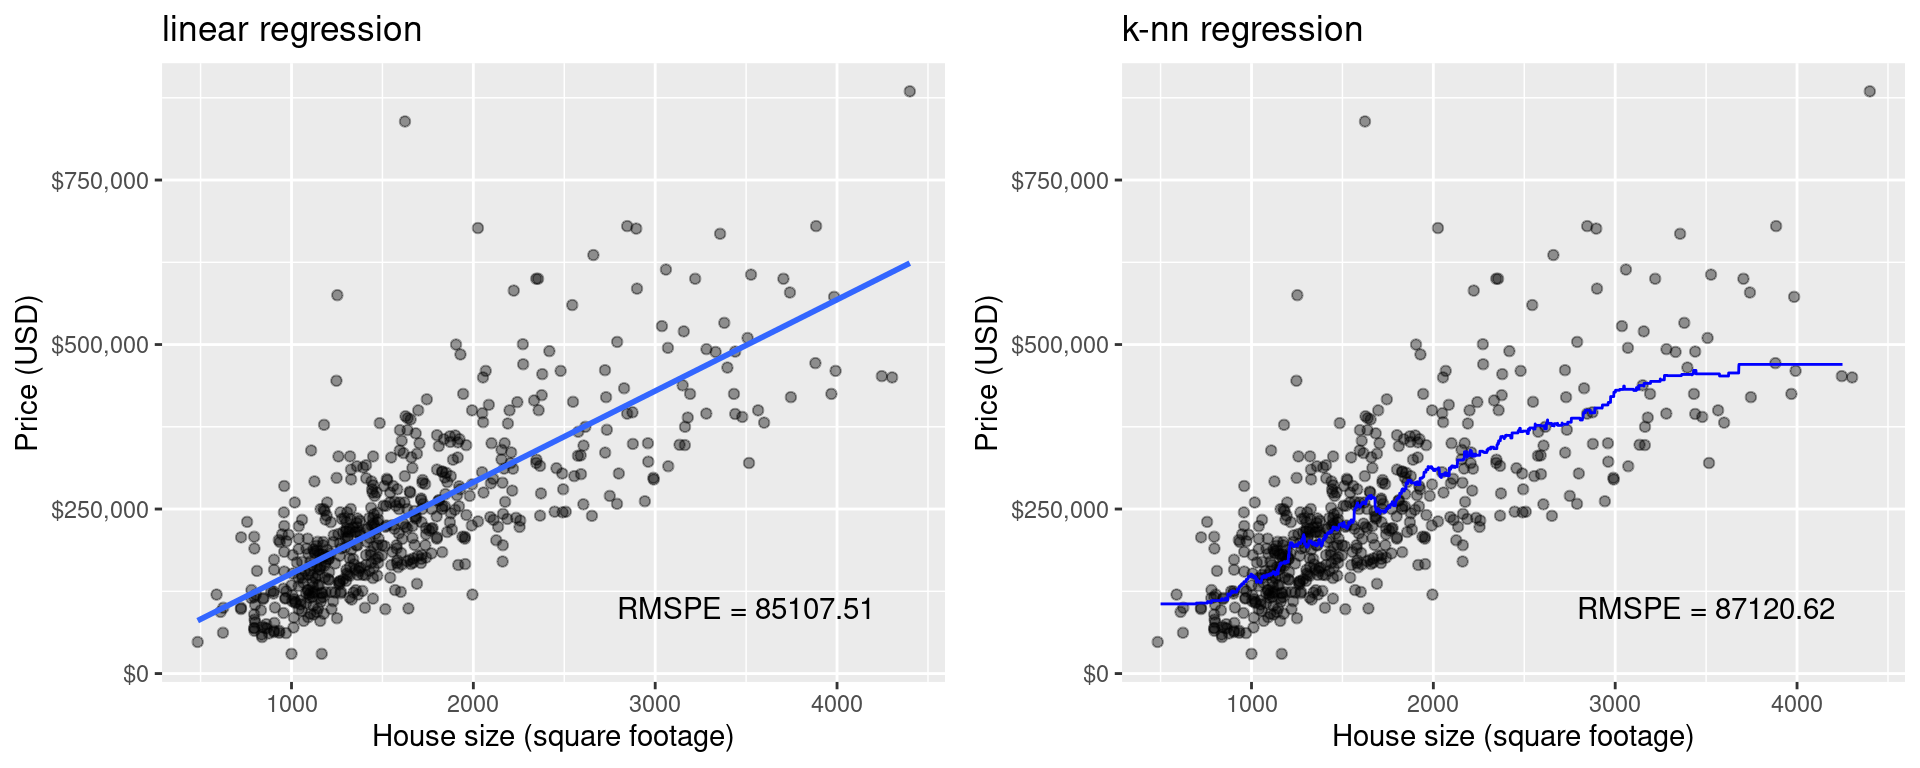 linear regression
Price (USD)
$750,000
$500,000
$250,000
$0
RMSPE = 85107.51
1000 2000 3000 4000
House size (square footage)
k-nn regression
Price (USD)
$750,000
$500,000
$250,000
$0
RMSPE = 87120.62
1000 2000 3000 4000
House size (square footage)